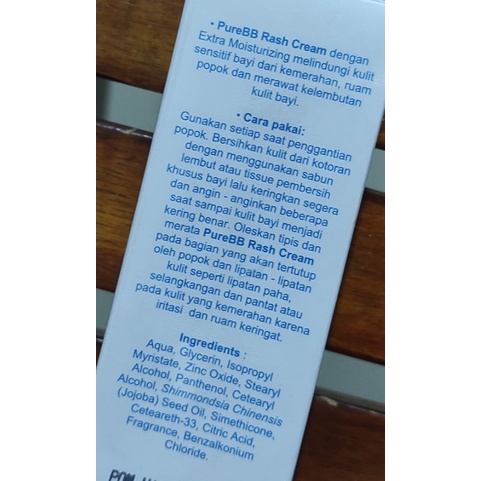 • PureBB Rash Cream dengan
Extra Moisturizing melindungi kulit
sensitif bayi dari kemerahan, ruam
popok dan merawat kelembutan
kulit bayi.
• Cara pakai:
Gunakan setiap saat penggantian
popok. Bersihkan kulit dari kotoran
dengan menggunakan sabun
lembut atau tissue pembersih
khusus bayi lalu keringkan segera
dan angin - anginkan beberapa
saat sampai kulit bayi menjadi
kering benar. Oleskan tipis dan
merata PureBB Rash Cream
pada bagian yang akan tertutup
oleh popok dan lipatan - lipatan
kulit seperti lipatan paha,
selangkangan dan pantat atau
pada kulit yang kemerahan karena
iritasi dan ruam keringat.
Ingredients :
Aqua, Glycerin, Isopropyl
Myristate, Zinc Oxide, Stearyl
Alcohol, Panthenol, Cetearyl
Alcohol, Shimmondsia Chinensis
(Jojoba) Seed Oil, Simethicone,
Ceteareth-33, Citric Acid,
Fragrance, Benzalkonium
Chloride.
POM